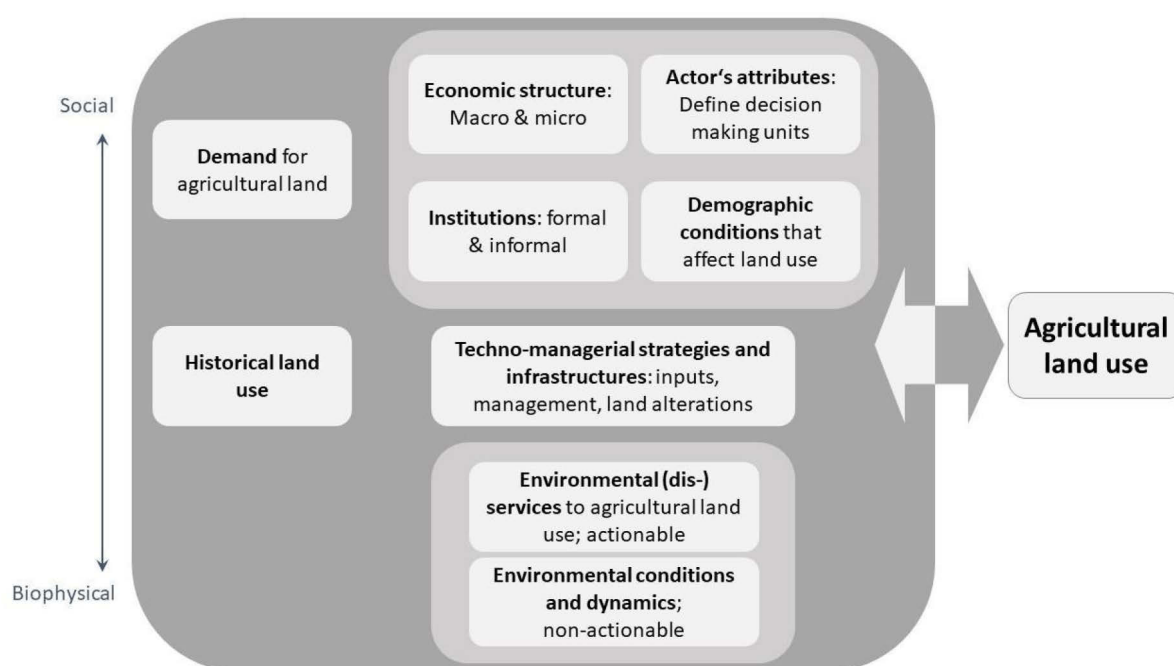 Social
Biophysical
Demand for
agricultural land
Historical land
use
Economic structure:
Macro & micro
Actor‘s attributes:
Define decision
making units
Institutions: formal
& informal
Demographic
conditions that
affect land use
Techno-managerial strategies and
infrastructures: inputs,
management, land alterations
Environmental (dis-)
services to agricultural land
use; actionable
Environmental conditions
and dynamics;
non-actionable
Agricultural
land use